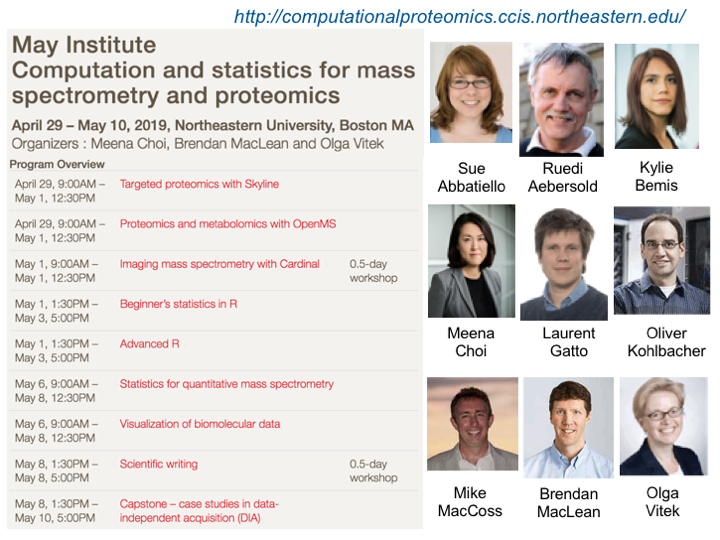 http://computationalproteomics.ccis.northeastern.edu/
May Institute
Computation and statistics for mass
spectrometry and proteomics
April 29 – May 10, 2019, Northeastern University, Boston MA
Organizers : Meena Choi, Brendan MacLean and Olga Vitek
Program Overview
April 29, 9:00AM – Targeted proteomics with Skyline
May 1, 12:30PM
April 29, 9:00AM – Proteomics and metabolomics with OpenMS
May 1, 12:30PM
May 1, 9:00AM – Imaging mass spectrometry with Cardinal 0.5-day
May 1, 12:30PM workshop
May 1, 1:30PM – Beginner's statistics in R
May 3, 5:00PM
May 1, 1:30PM – Advanced R
May 3, 5:00PM
May 6, 9:00AM – Statistics for quantitative mass spectrometry
May 8, 12:30PM
May 6, 9:00AM – Visualization of biomolecular data
May 8, 12:30PM
May 8, 1:30PM – Scientific writing 0.5-day
May 8, 5:00PM workshop
May 8, 1:30PM – Capstone – case studies in data-
May 10, 5:00PM independent acquisition (DIA)
Sue
Abbatiello
Ruedi
Aebersold
Kylie
Bemis
Meena
Choi
Laurent
Gatto
Oliver
Kohlbacher
Mike
MacCoss
Brendan
MacLean
Olga
Vitek